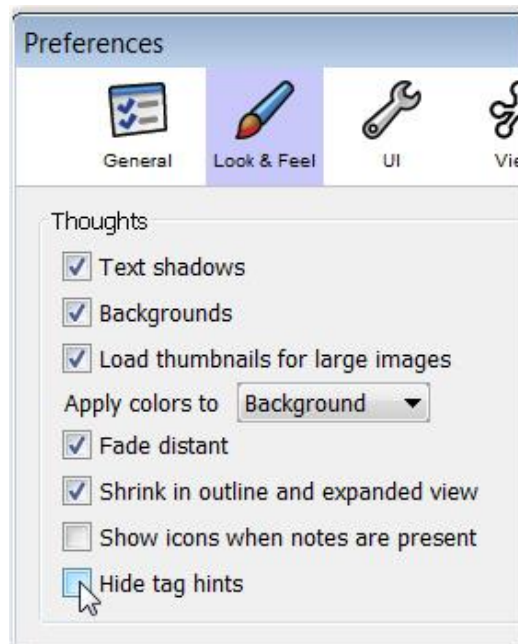 Preferences
General
Look & Feel
UI
Thoughts
Text shadows
Backgrounds
Load thumbnails for large images
Apply colors to Background
Fade distant
Shrink in outline and expanded view
Show icons when notes are present
Hide tag hints